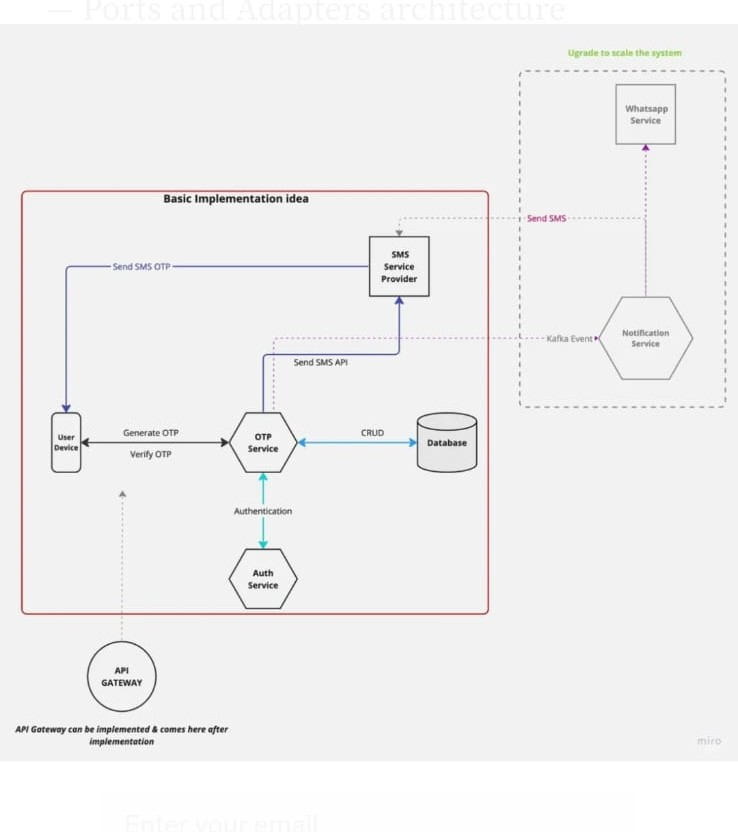 — Ports and Adapters architecture
Ugrade to scale the system
Whatsapp
Service
Basic Implementation idea
Send SMS
SMS
Service
Provider
Send SMS OTP
Kafka Event
Notification
Service
Send SMS API
User
Device
Generate OTP
Verify OTP
OTP
Service
CRUD
Database
Authentication
Auth
Service
API
GATEWAY
API Gateway can be implemented & comes here after
implementation
miro
Enter your email